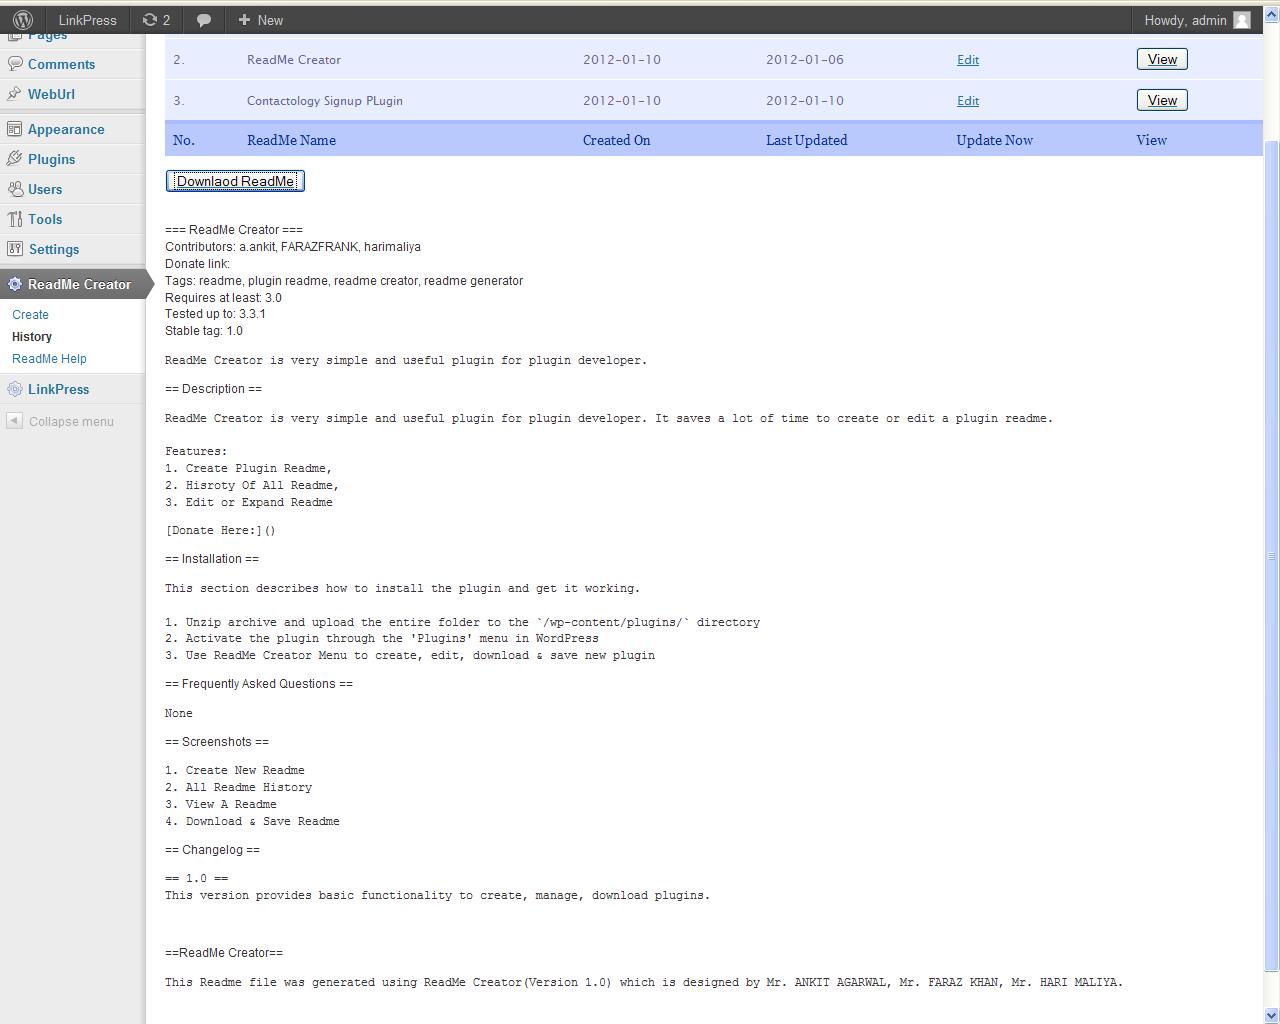 LinkPress 2 New Howdy, admin
Pages
Comments
WebUrl
Appearance
Plugins
Users
Tools
Settings
ReadMe Creator
Create
History
ReadMe Help
LinkPress
Collapse menu
2. ReadMe Creator 2012-01-10 2012-01-06 Edit View
3. Contactology Signup PLugin 2012-01-10 2012-01-10 Edit View
No. ReadMe Name Created On Last Updated Update Now View
Downlaod ReadMe
=== ReadMe Creator ===
Contributors: a.ankit, FARAZFRANK, harimaliya
Donate link:
Tags: readme, plugin readme, readme creator, readme generator
Requires at least: 3.0
Tested up to: 3.3.1
Stable tag: 1.0
ReadMe Creator is very simple and useful plugin for plugin developer.
== Description ==
ReadMe Creator is very simple and useful plugin for plugin developer. It saves a lot of time to create or edit a plugin readme.
Features:
1. Create Plugin Readme,
2. Hisroty Of All Readme,
3. Edit or Expand Readme
[Donate Here:]()
== Installation ==
This section describes how to install the plugin and get it working.
1. Unzip archive and upload the entire folder to the `/wp-content/plugins/` directory
2. Activate the plugin through the 'Plugins' menu in WordPress
3. Use ReadMe Creator Menu to create, edit, download & save new plugin
== Frequently Asked Questions ==
None
== Screenshots ==
1. Create New Readme
2. All Readme History
3. View A Readme
4. Download & Save Readme
== Changelog ==
== 1.0 ==
This version provides basic functionality to create, manage, download plugins.
==ReadMe Creator==
This Readme file was generated using ReadMe Creator(Version 1.0) which is designed by Mr. ANKIT AGARWAL, Mr. FARAZ KHAN, Mr. HARI MALIYA.